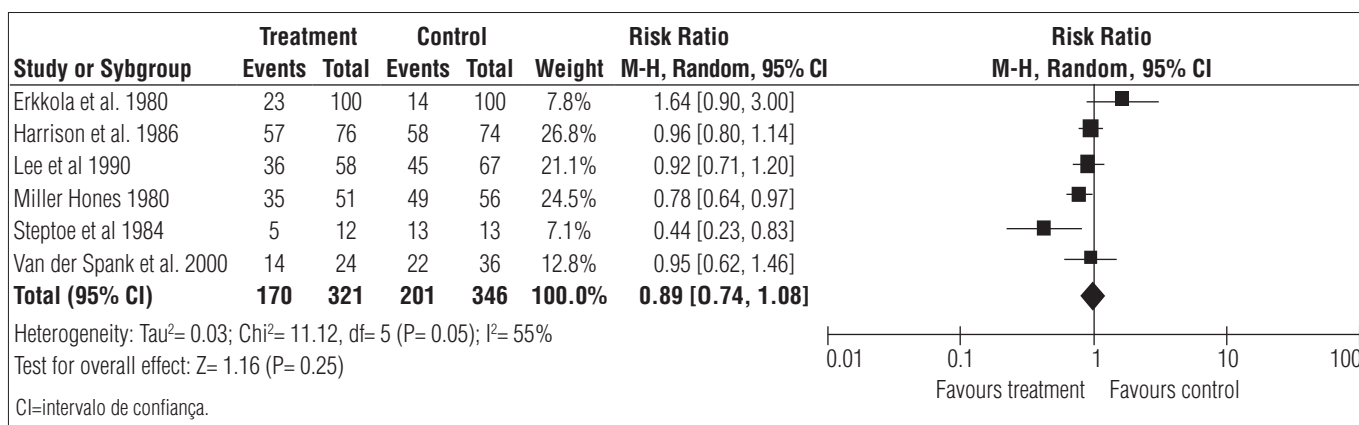 Treatment Control Risk Ratio Risk Ratio
Study or Sybgroup Events Total Events Total Weight M-H, Random, 95% CI M-H, Random, 95% CI
Erkkola et al. 1980 23 100 14 100 7.8% 1.64 [0.90, 3.00]
Harrison et al. 1986 57 76 58 74 26.8% 0.96 [0.80, 1.14]
Lee et al 1990 36 58 45 67 21.1% 0.92 [0.71, 1.20]
Miller Hones 1980 35 51 49 56 24.5% 0.78 [0.64, 0.97]
Steptoe et al 1984 5 12 13 13 7.1% 0.44 [0.23, 0.83]
Van der Spank et al. 2000 14 24 22 36 12.8% 0.95 [0.62, 1.46]
Total (95% CI) 170 321 201 346 100.0% 0.89 [0.74, 1.08]
Heterogeneity: Tau²= 0.03; Chi²= 11.12, df= 5 (P= 0.05); I²= 55%
Test for overall effect: Z= 1.16 (P= 0.25)
CI=intervalo de confiança.
0.01 0.1 1 10 100
Favours treatment Favours control